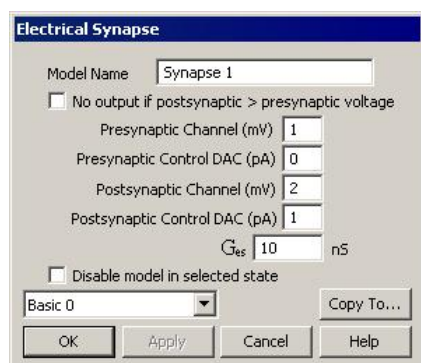 Electrical Synapse
Model Name Synapse 1
No output if postsynaptic > presynaptic voltage
Presynaptic Channel (mV) 1
Presynaptic Control DAC (pA) 0
Postsynaptic Channel (mV) 2
Postsynaptic Control DAC (pA) 1
Ges 10 nS
Disable model in selected state
Basic 0 Copy To...
OK Apply Cancel Help